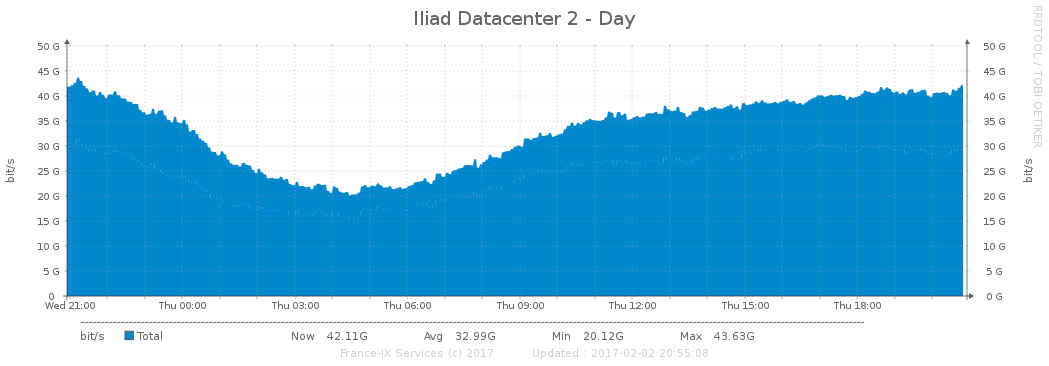 Iliad Datacenter 2 - Day
RRDTOOL / TOBI OETIKER
50 G 50 G
45 G 45 G
40 G 40 G
35 G 35 G
30 G 30 G
25 G 25 G
20 G 20 G
15 G 15 G
10 G 10 G
5 G 5 G
0 0 G
bit/s bit/s
Wed 21:00 Thu 00:00 Thu 03:00 Thu 06:00 Thu 09:00 Thu 12:00 Thu 15:00 Thu 18:00
bit/s Total Now 42.11G Avg 32.99G Min 20.12G Max 43.63G
France-IX Services (c) 2017 Updated : 2017-02-02 20:55:08